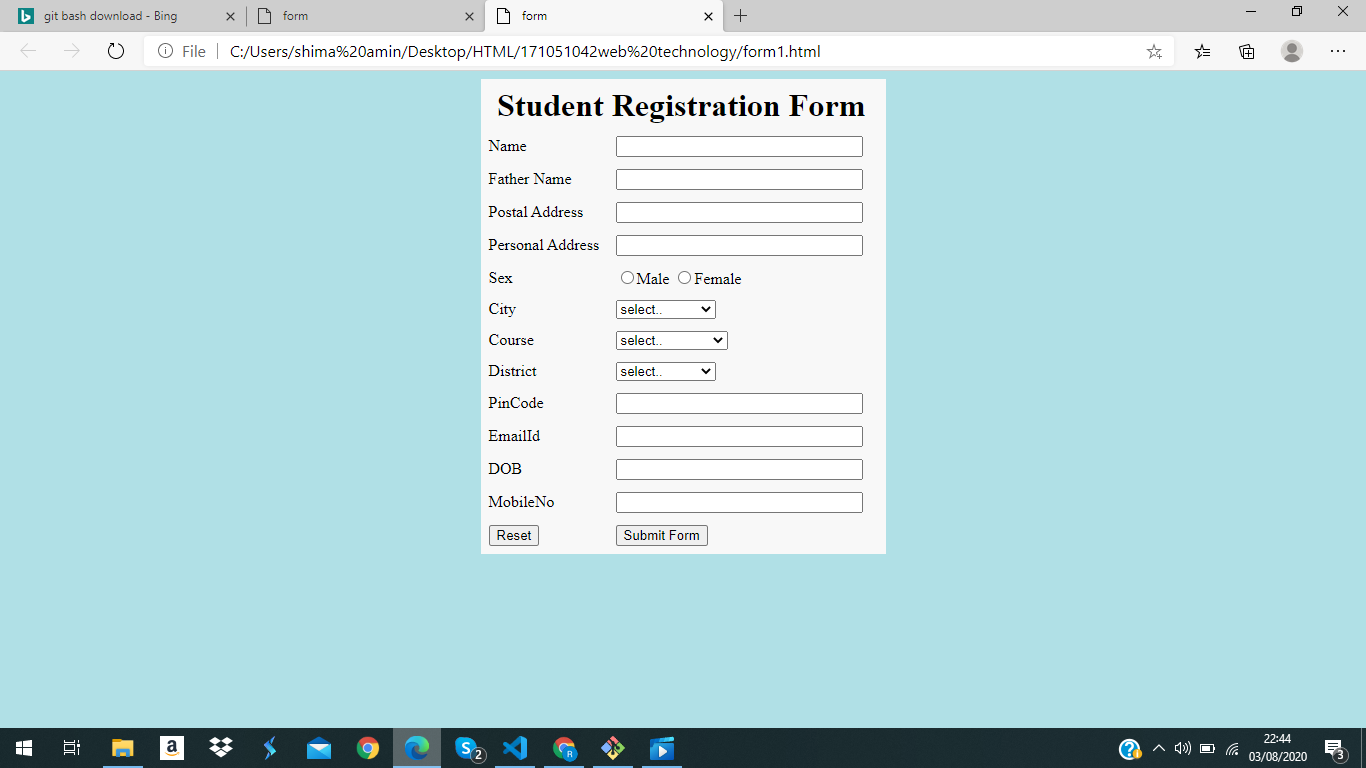 git bash download - Bing
form
form
File
C:/Users/shima%20amin/Desktop/HTML/171051042web%20technology/form1.html
Student Registration Form
Name
Father Name
Postal Address
Personal Address
Sex Male Female
City select..
Course select..
District select..
PinCode
EmailId
DOB
MobileNo
Reset Submit Form
a S 2 R ? 22:44 3
03/08/2020